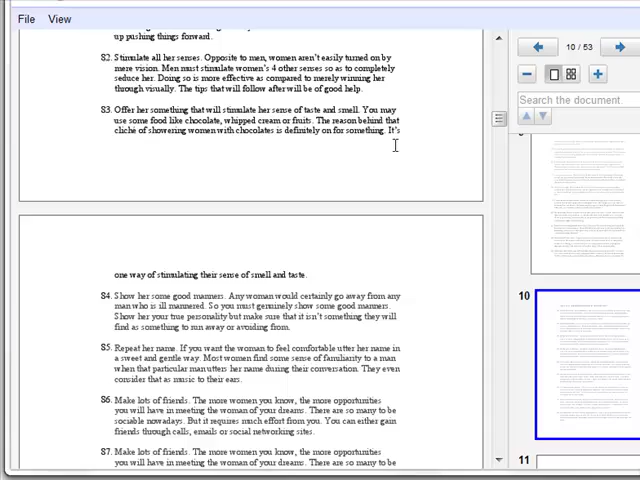 File View
up pushing things forward.
82. Stimulate all her senses. Opposite to men, women aren't easily turned on by
mere vision. Men must stimulate women's 4 other senses so as to completely
seduce her. Doing so is more effective as compared to merely winning her
through visually. The tips that will follow after will be of good help.
83. Offer her something that will stimulate her sense of taste and smell. You may
use some food like chocolate, whipped cream or fruits. The reason behind that
cliché of showering women with chocolates is definitely on for something. It's
one way of stimulating their sense of smell and taste.
84. Show her some good manners. Any woman would certainly go away from any
man who is ill mannered. So you must genuinely show some good manners.
Show her your true personality but make sure that it isn't something they will
find as something to run away or avoiding from.
85. Repeat her name. If you want the woman to feel comfortable utter her name in
a sweet and gentle way. Most women find some sense of familiarity to a man
when that particular man utters her name during their conversation. They even
consider that as music to their ears.
86. Make lots of friends. The more women you know, the more opportunities
you will have in meeting the woman of your dreams. There are so many to be
sociable nowadays. But it requires much effort from you. You can either gain
friends through calls, emails or social networking sites.
87. Make lots of friends. The more women you know, the more opportunities
you will have in meeting the woman of your dreams. There are so many to be
10 / 53
Search the document.
10
11